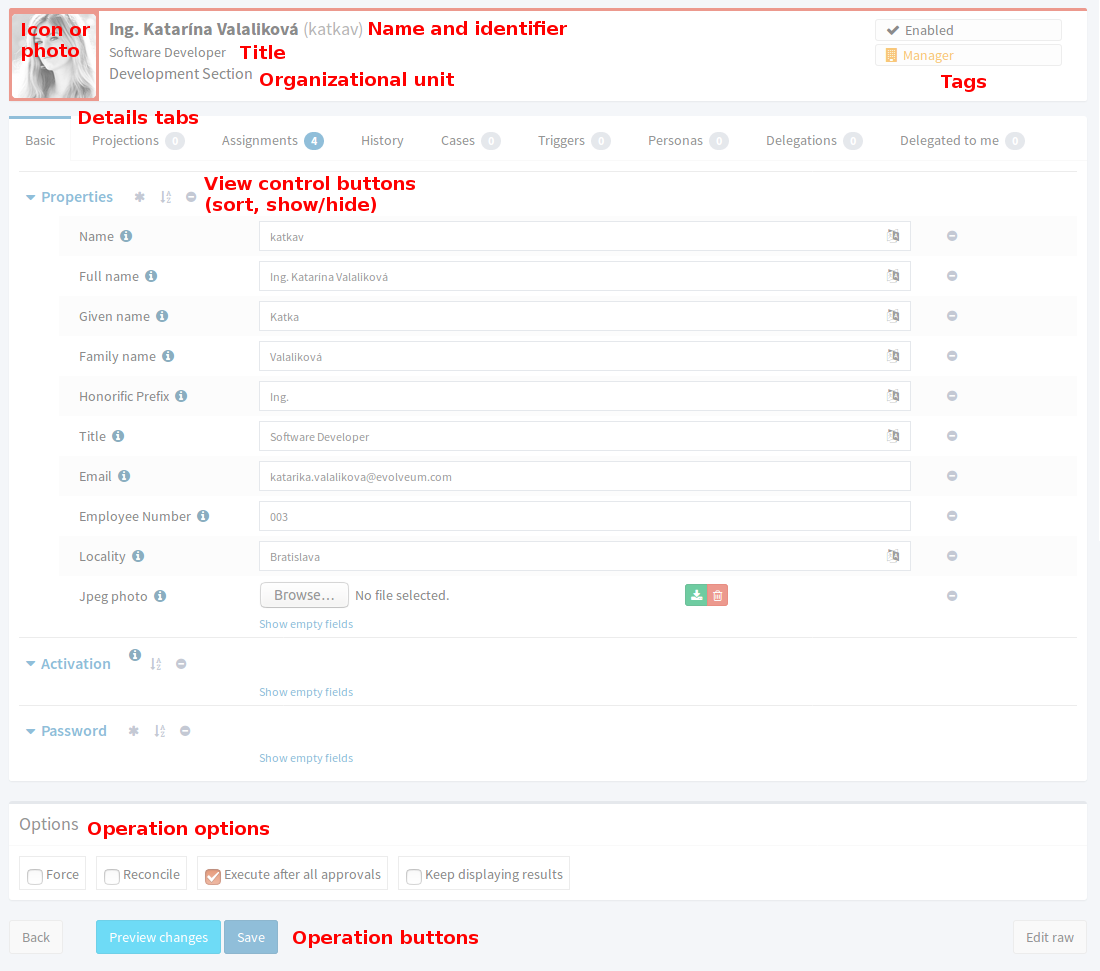 Icon or
photo
Ing. Katarína Valaliková (katkav) Name and identifier
Software Developer Title
Development Section Organizational unit
Enabled
Manager
Tags
Details tabs
Basic Projections 0 Assignments 4 History Cases 0 Triggers 0 Personas 0 Delegations 0 Delegated to me 0
Properties View control buttons
(sort, show/hide)
Name katkav
Full name Ing. Katarina Valaliková
Given name Katka
Family name Valaliková
Honorific Prefix Ing.
Title Software Developer
Email katarika.valalikova@evolveum.com
Employee Number 003
Locality Bratislava
Jpeg photo Browse... No file selected.
Show empty fields
Activation
Show empty fields
Password
Show empty fields
Options Operation options
Force Reconcile Execute after all approvals Keep displaying results
Back Preview changes Save Operation buttons Edit raw